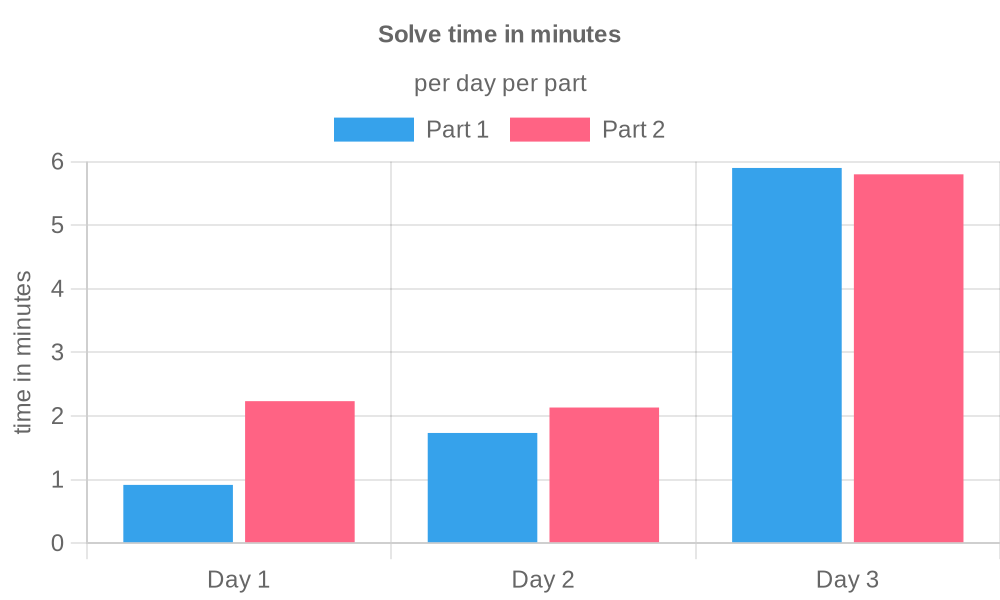 Solve time in minutes
per day per part
Part 1 Part 2
time in minutes
6
5
4
3
2
1
0
Day 1 Day 2 Day 3